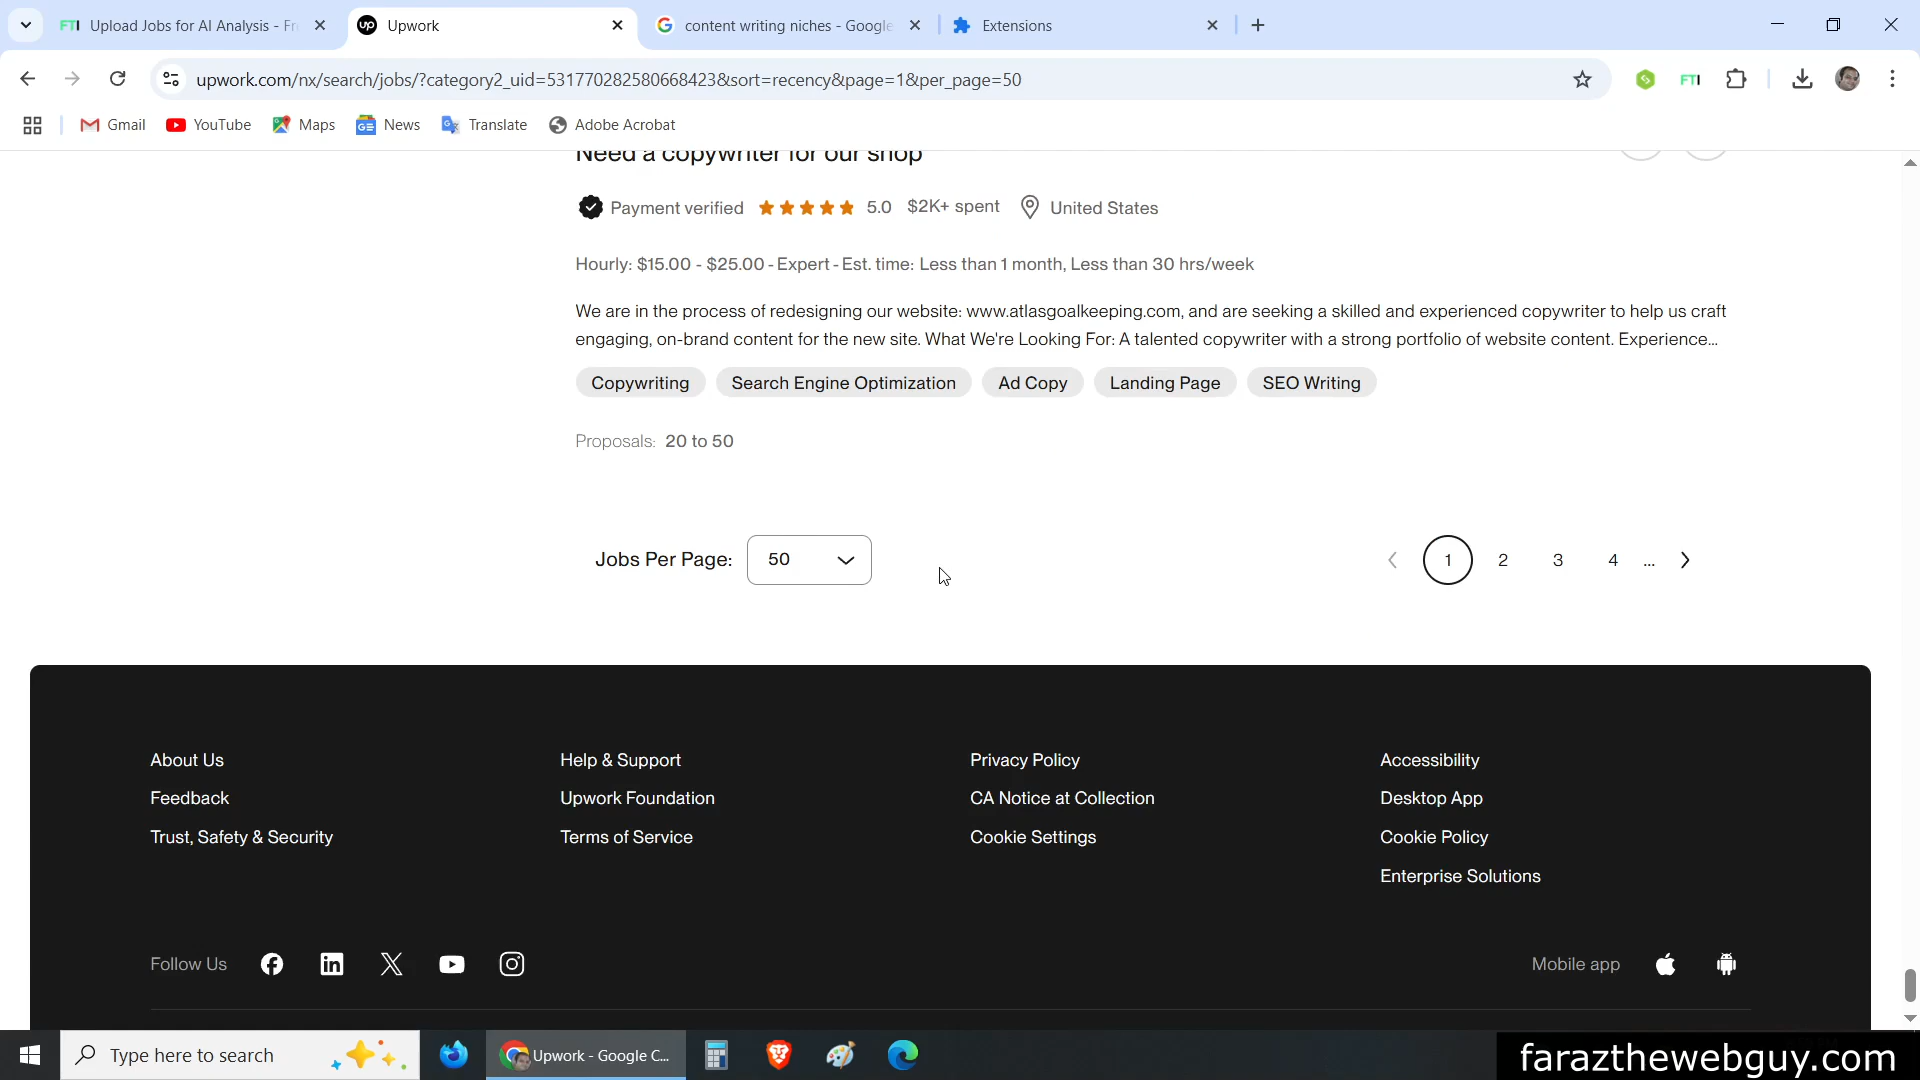 Upload Jobs for AI Analysis - Fr
Upwork
content writing niches - Google
Extensions
upwork.com/nx/search/jobs/?category2_uid=531770282580668423&sort=recency&page=1&per_page=50
FTI
Gmail
YouTube
Maps
News
Translate
Adobe Acrobat
Need a copywriter for our shop
Payment verified
5.0
$2K+ spent
United States
Hourly: $15.00 - $25.00 - Expert - Est. time: Less than 1 month, Less than 30 hrs/week
We are in the process of redesigning our website: www.atlasgoalkeeping.com, and are seeking a skilled and experienced copywriter to help us craft
engaging, on-brand content for the new site. What We're Looking For: A talented copywriter with a strong portfolio of website content. Experience...
Copywriting
Search Engine Optimization
Ad Copy
Landing Page
SEO Writing
Proposals: 20 to 50
Jobs Per Page: 50
1 2 3 4 ...
About Us
Help & Support
Privacy Policy
Accessibility
Feedback
Upwork Foundation
CA Notice at Collection
Desktop App
Trust, Safety & Security
Terms of Service
Cookie Settings
Cookie Policy
Enterprise Solutions
Follow Us
Mobile app
Type here to search
Upwork - Google C...
farazthewebguy.com